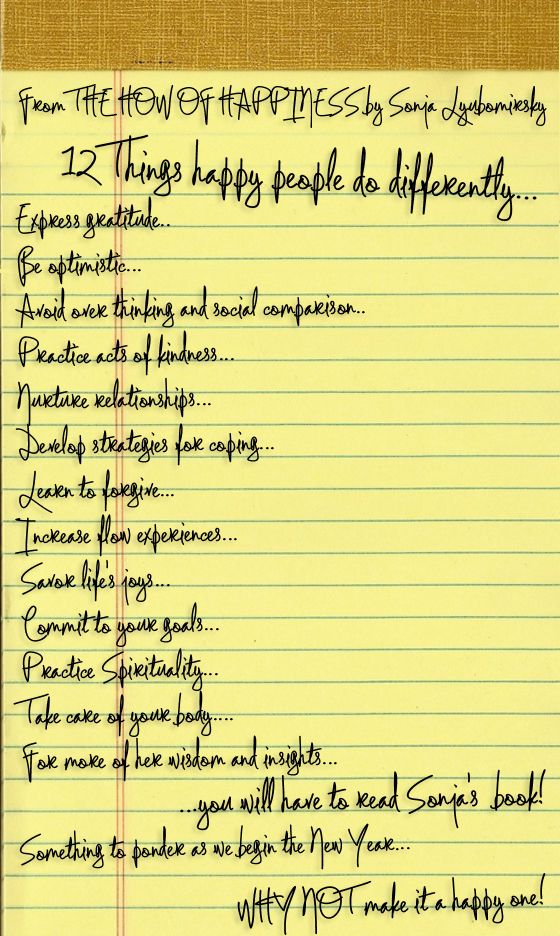 From THE HOW OF HAPPINESS by Sonja Lyubomirsky
12 Things happy people do differently...
Express gratitude..
Be optimistic...
Avoid over thinking and social comparison..
Practice acts of kindness...
Nurture relationships...
Develop strategies for coping...
Learn to forgive...
Increase flow experiences...
Savor life's joys...
Commit to your goals...
Practice Spirituality...
Take care of your body....
For more of her wisdom and insights...
...you will have to read Sonja's book!
Something to ponder as we begin the New Year...
WHY NOT make it a happy one!